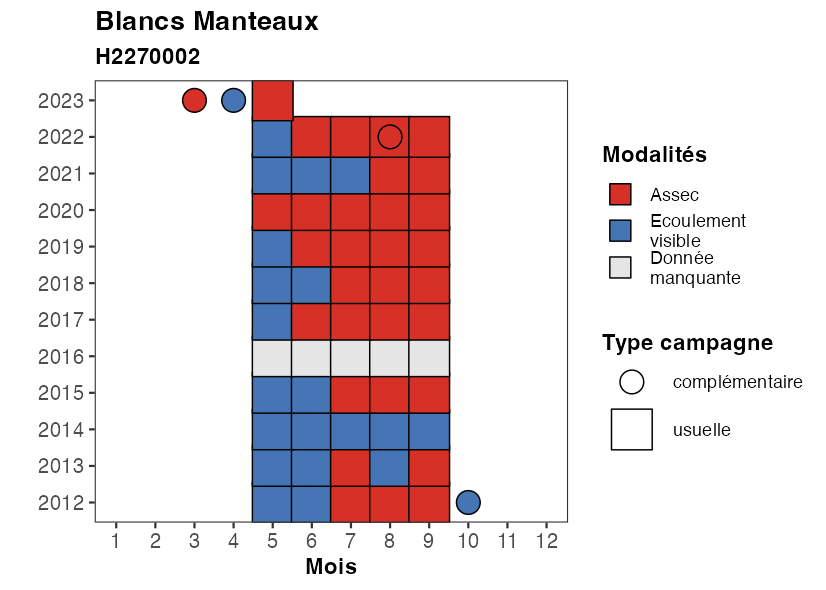 Blancs Manteaux
H2270002
2023
2022
2021
2020
2019
2018
2017
2016
2015
2014
2013
2012
1 2 3 4 5 6 7 8 9 10 11 12
Mois
Modalités
Assec
Ecoulement
visible
Donnée
manquante
Type campagne
complémentaire
usuelle